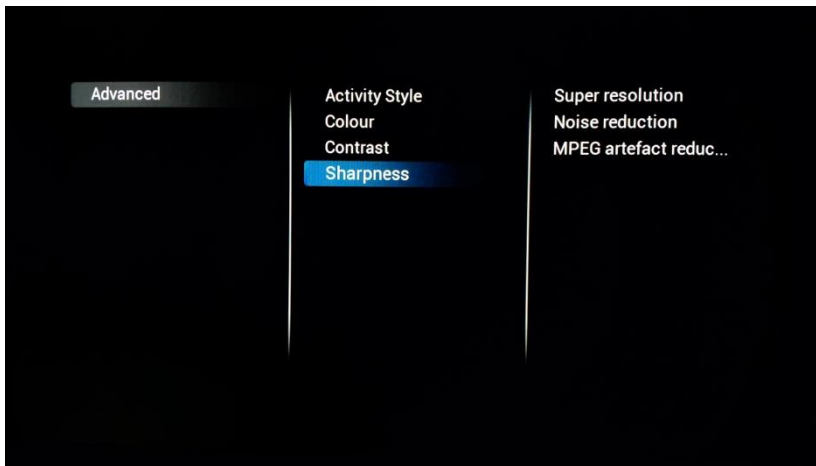 Advanced
Activity Style
Colour
Contrast
Sharpness
Super resolution
Noise reduction
MPEG artefact reduc...